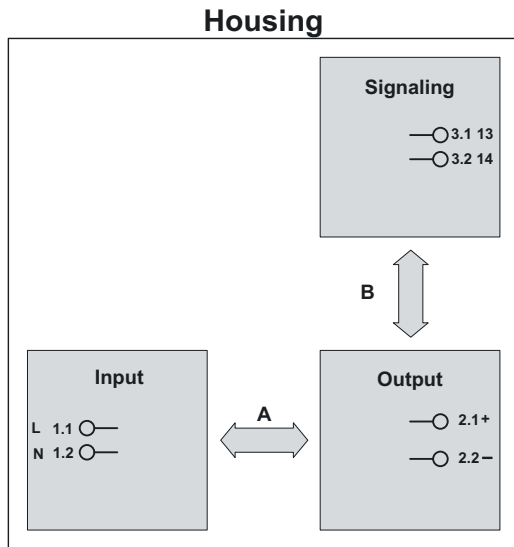 Housing
Signaling
3.1 13
3.2 14
B
Input
L 1.1
N 1.2
A
Output
2.1+
2.2−